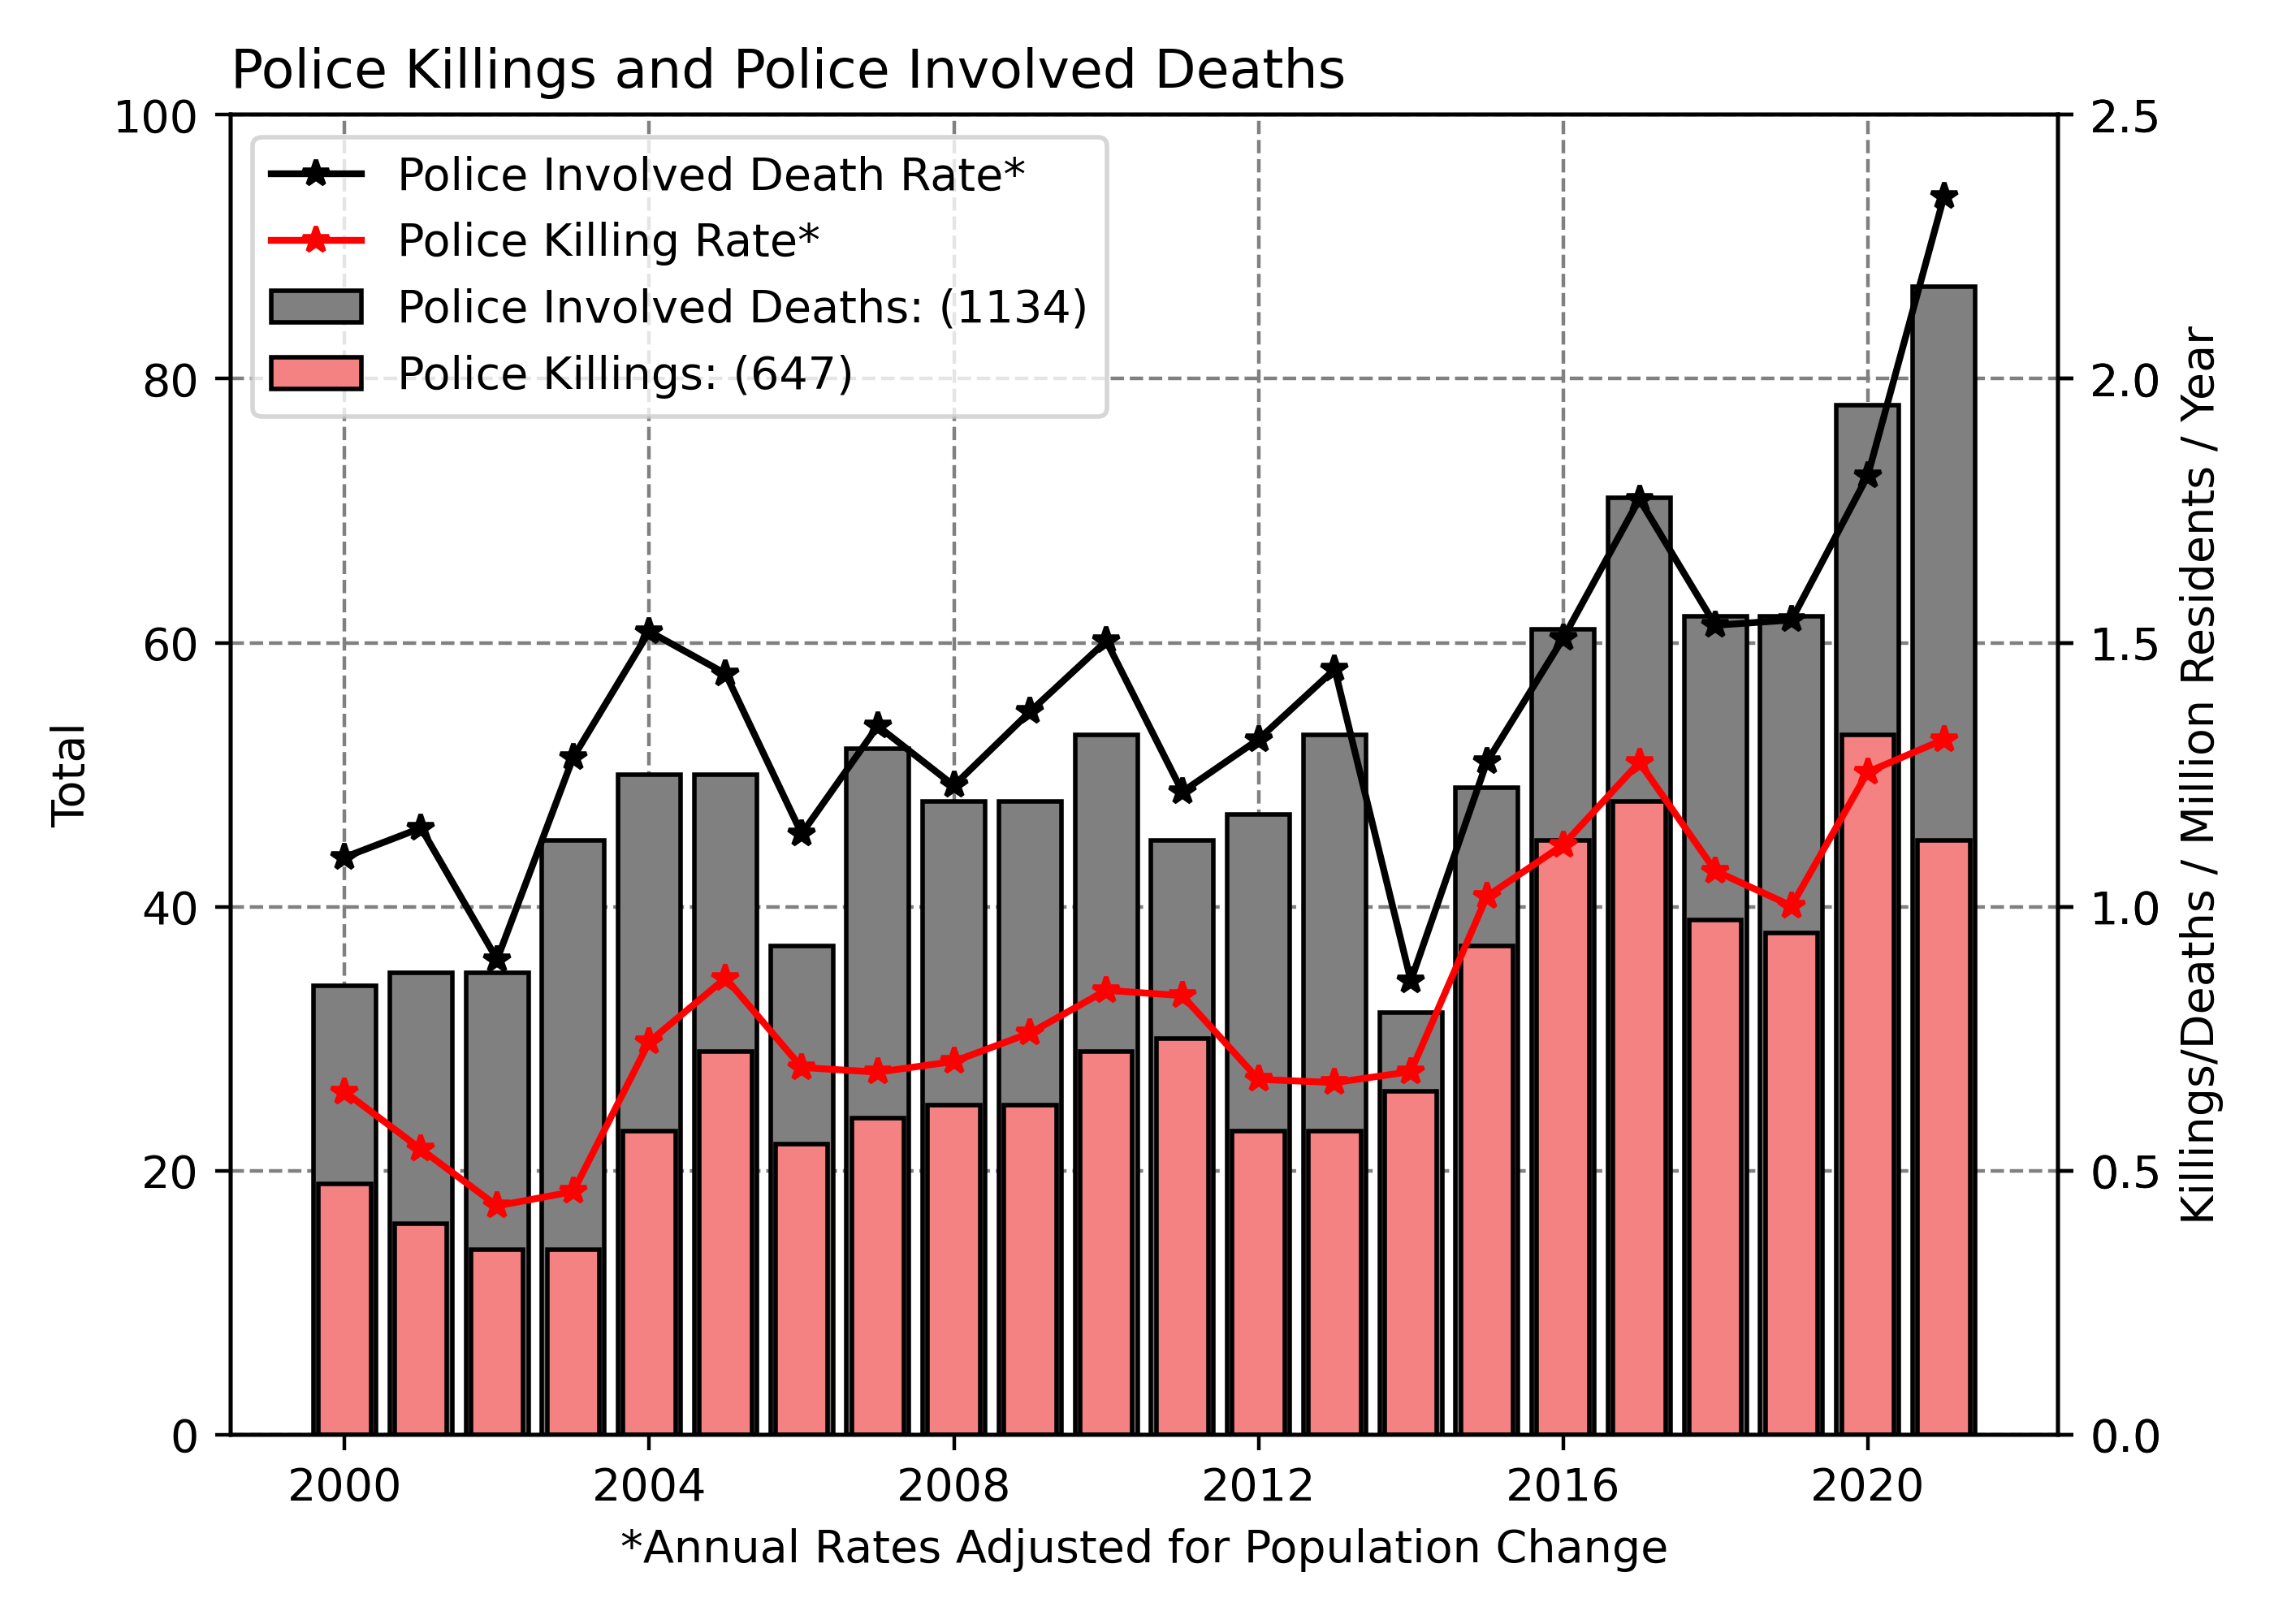 Police Killings and Police Involved Deaths
100
80
60
40
20
0
Total
Police Involved Death Rate*
Police Killing Rate*
Police Involved Deaths: (1134)
Police Killings: (647)
2.5
2.0
1.5
1.0
0.5
0.0
Killings/Deaths / Million Residents / Year
2000 2004 2008 2012 2016 2020
*Annual Rates Adjusted for Population Change